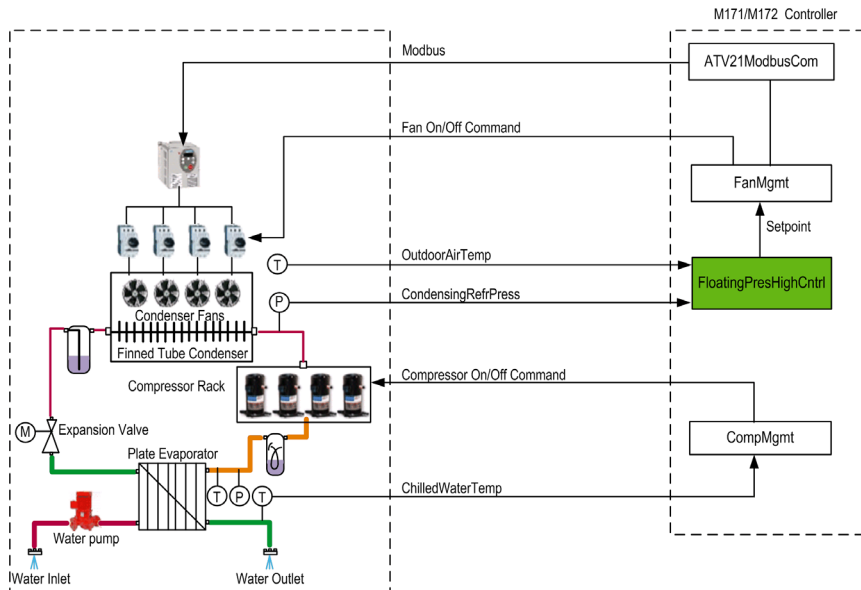 M171/M172 Controller
Modbus
ATV21ModbusCom
Fan On/Off Command
FanMgmt
Setpoint
OutdoorAirTemp
T
FloatingPresHighCntrl
CondensingRefrPress
P
Condenser Fans
Finned Tube Condenser
Compressor Rack
Compressor On/Off Command
M
Expansion Valve
CompMgmt
Plate Evaporator
T
P
T
ChilledWaterTemp
Water pump
Water Inlet
Water Outlet